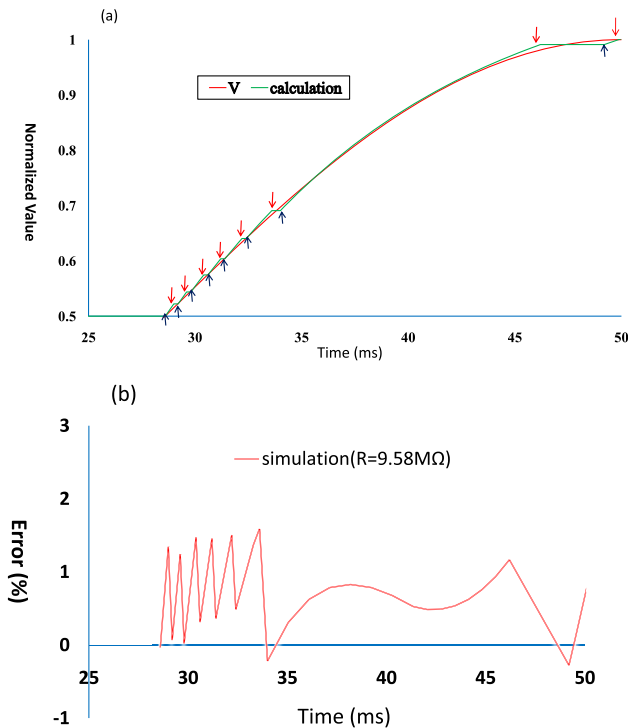 (a)
1
0.9
0.8
0.7
0.6
0.5
Normalized Value
V calculation
25 30 35 40 45 50
Time (ms)
(b)
3
2
1
0
-1
Error (%)
simulation(R=9.58MΩ)
25 30 35 40 45 50
Time (ms)